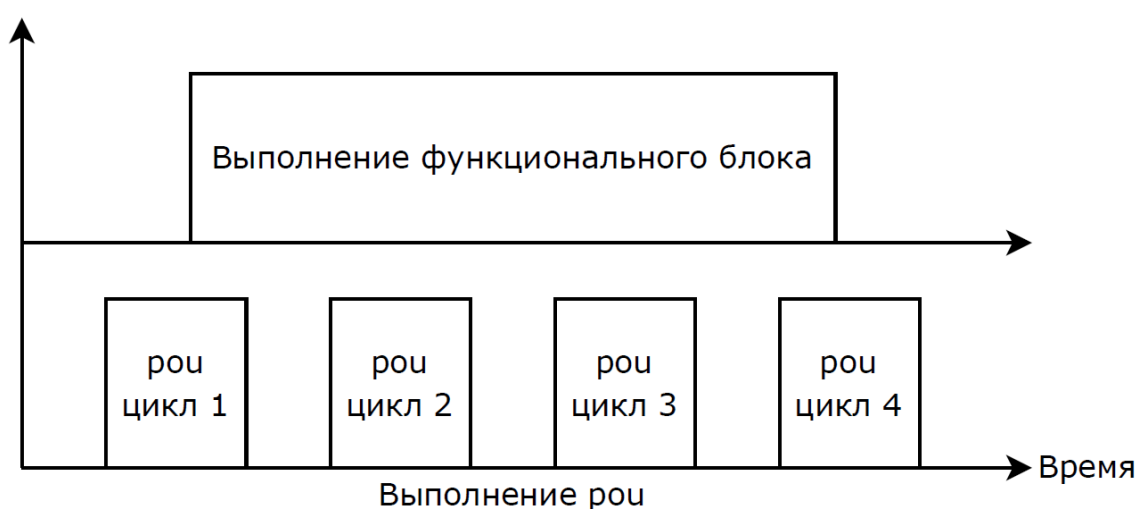 Выполнение функционального блока
pou
цикл 1
pou
цикл 2
pou
цикл 3
pou
цикл 4
Время
Выполнение pou